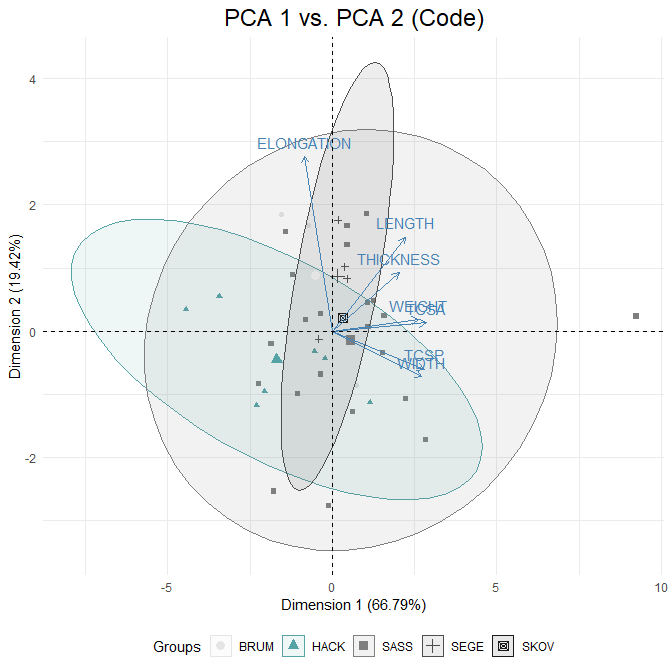 PCA 1 vs. PCA 2 (Code)
4
ELONGATION
2
LENGTH
THICKNESS
WEIGHT
TCSA
0
TCSP
WIDTH
-2
Dimension 2 (19.42%)
-5 0 5 10
Dimension 1 (66.79%)
Groups BRUM HACK SASS SEGE SKOV